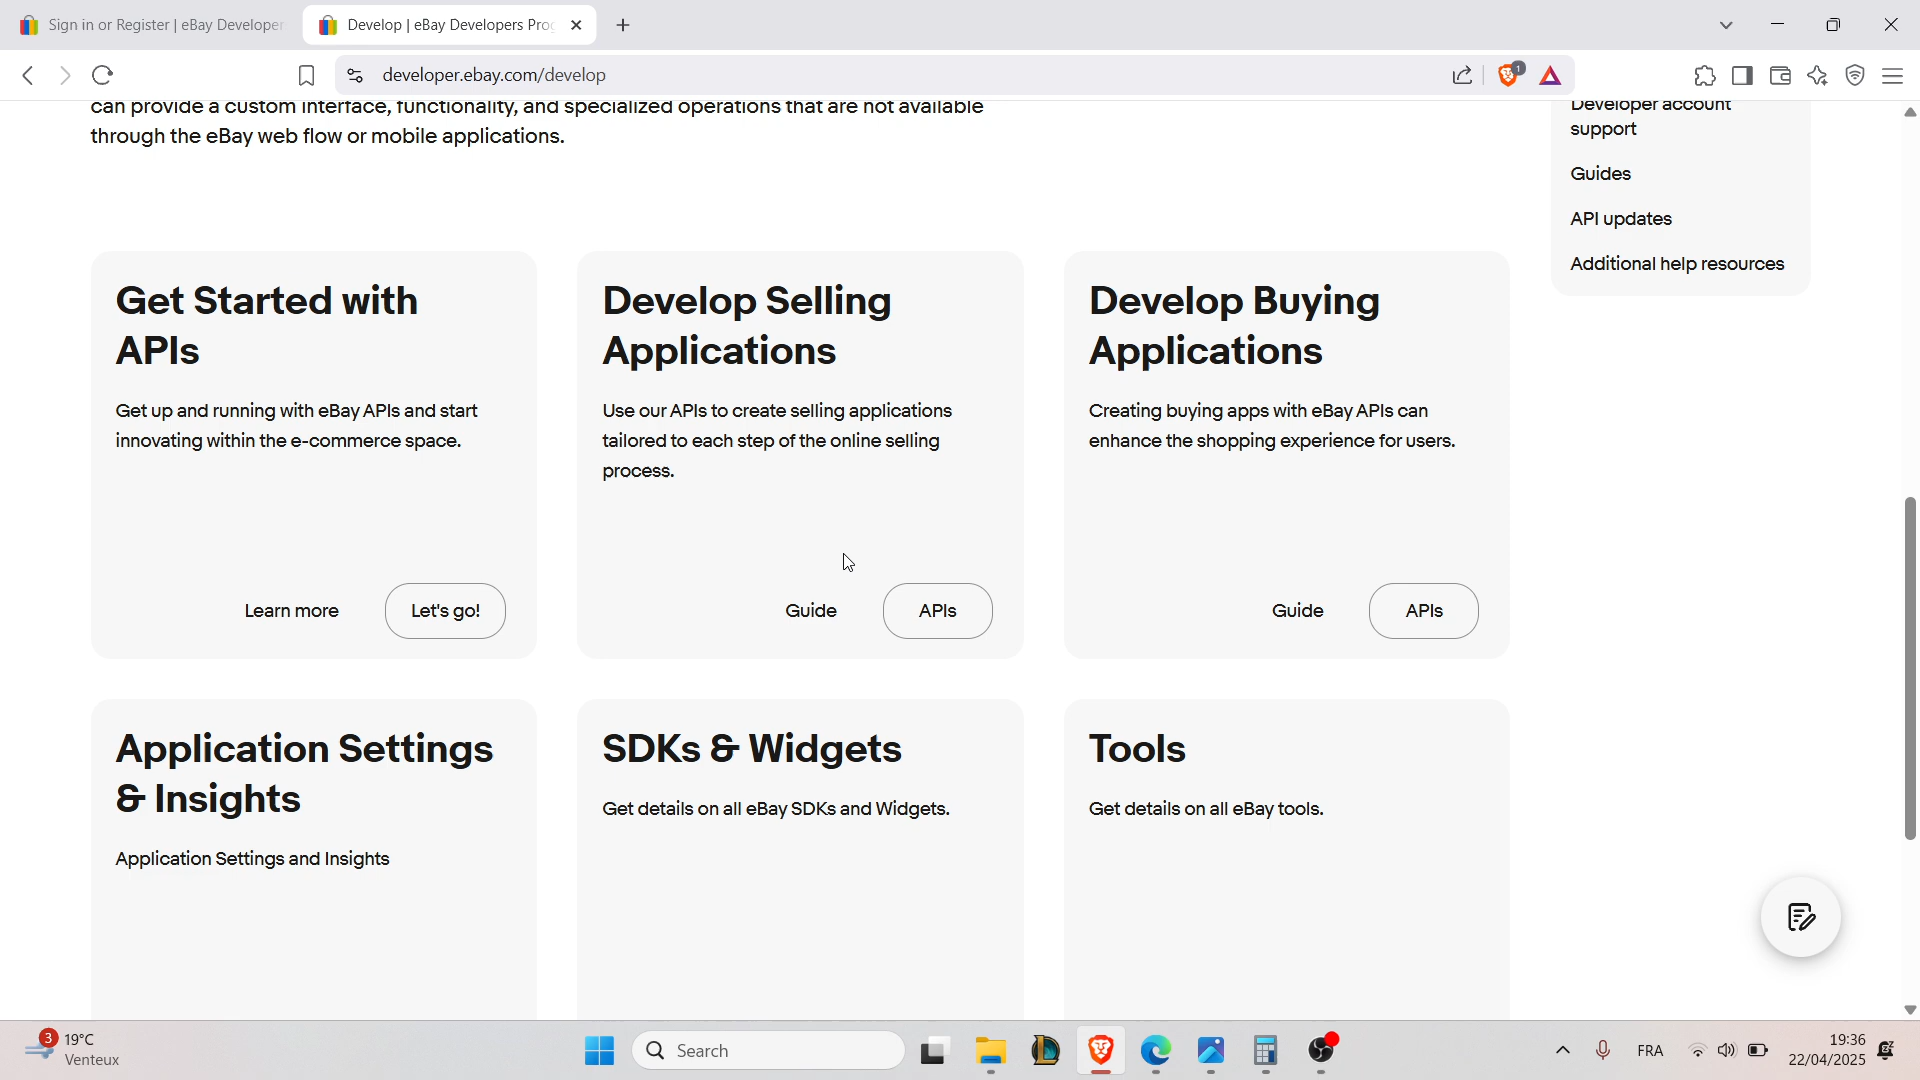 Sign in or Register | eBay Developer
Develop | eBay Developers Prog
developer.ebay.com/develop
1
can provide a custom interface, functionality, and specialized operations that are not available
through the eBay web flow or mobile applications.
Developer account
support
Guides
API updates
Additional help resources
Get Started with
APIs
Get up and running with eBay APIs and start
innovating within the e-commerce space.
Learn more
Let's go!
Develop Selling
Applications
Use our APIs to create selling applications
tailored to each step of the online selling
process.
Guide
APIs
Develop Buying
Applications
Creating buying apps with eBay APIs can
enhance the shopping experience for users.
Guide
APIs
Application Settings
& Insights
Application Settings and Insights
SDKs & Widgets
Get details on all eBay SDKs and Widgets.
Tools
Get details on all eBay tools.
3
19°C
Venteux
Search
FRA
19:36
22/04/2025